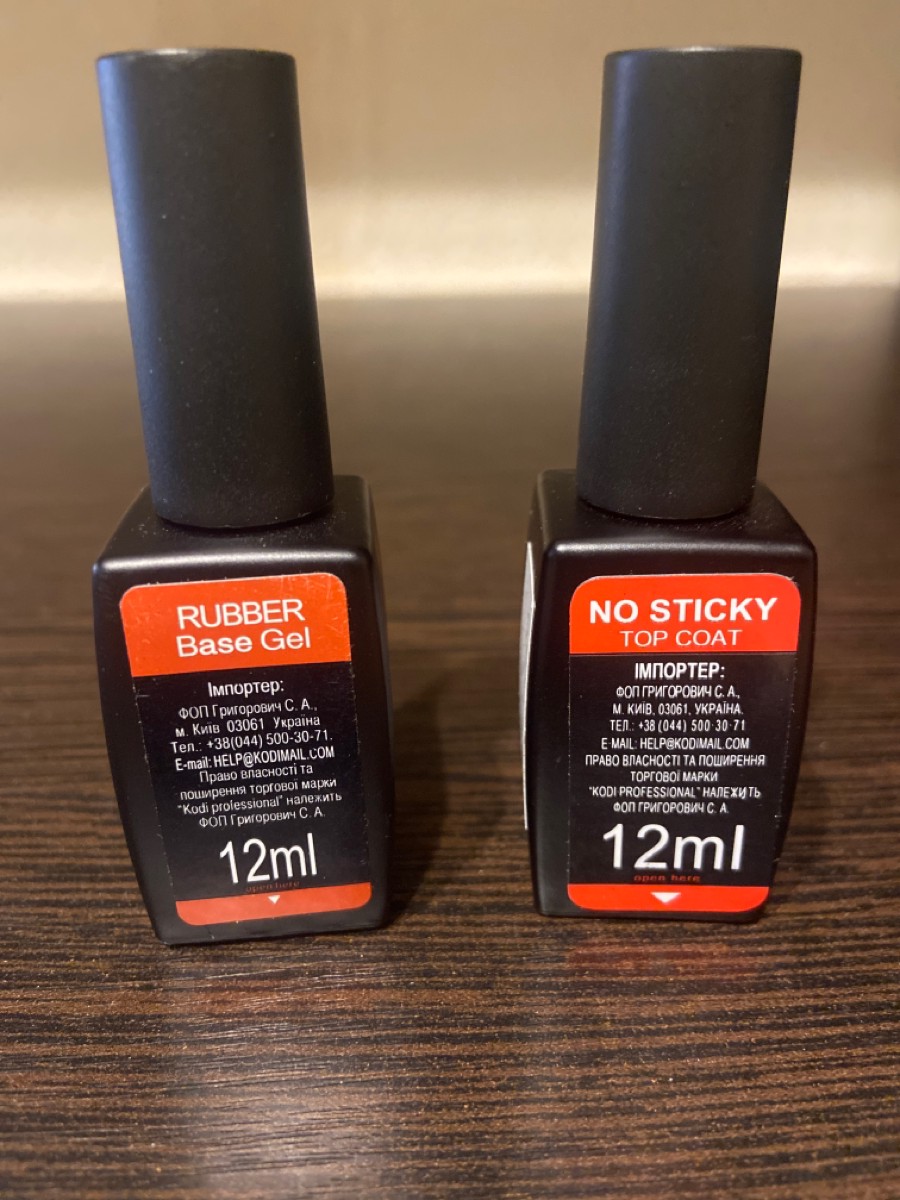 RUBBER
Base Gel
Імпортер:
ФОП Григорович С. А.,
м. Київ 03061 Україна
Тел.: +38(044) 500-30-71.
E-mail: HELP@KODIMAIL.COM
Право власності та
поширення торгової марки
"Kodi professional" належить
ФОП Григорович С. А.
12ml
open here
NO STICKY
TOP COAT
ІМПОРТЕР:
ФОП ГРИГОРОВИЧ С. А.,
М. КИЇВ, 03061, УКРАЇНА.
ТЕЛ.: +38 (044) 500-30-71
E-MAIL: HELP@KODIMAIL.COM
ПРАВО ВЛАСНОСТІ ТА ПОШИРЕННЯ
ТОРГОВОЇ МАРКИ
"KODI PROFESSIONAL" НАЛЕЖИТЬ
ФОП ГРИГОРОВИЧ С. А.
12ml
open here